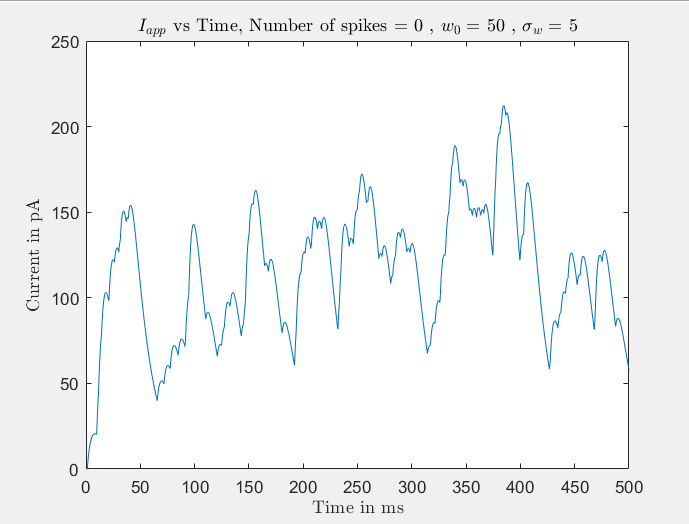 I_app vs Time, Number of spikes = 0 , w_0 = 50 , σ_w = 5
250
200
150
100
50
0
Current in pA
0 50 100 150 200 250 300 350 400 450 500
Time in ms